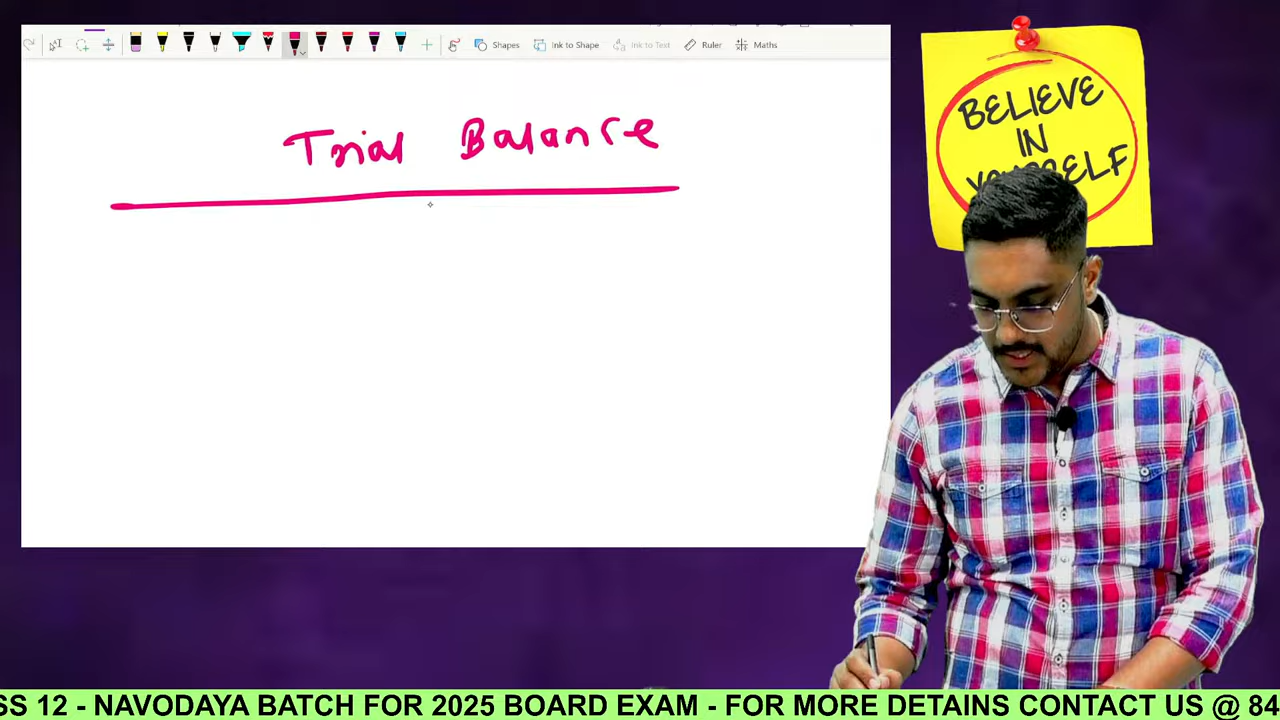 Shapes
Ink to Shape
Ink to Text
Ruler
Maths
Trial Balance
BELIEVE
IN
SS 12 - NAVODAYA BATCH FOR 2025 BOARD EXAM - FOR MORE DETAINS CONTACT US @ 84